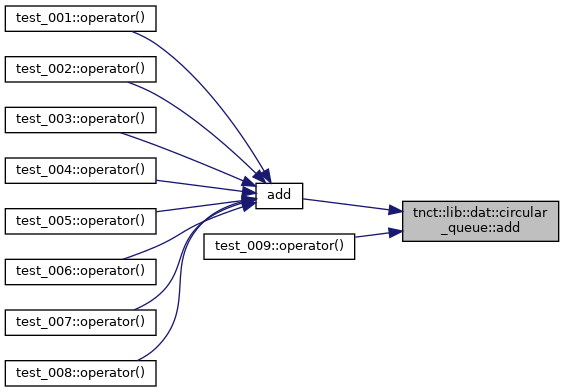 test_001::operator()
test_002::operator()
test_003::operator()
test_004::operator()
test_005::operator()
test_006::operator()
test_007::operator()
test_008::operator()
add
test_009::operator()
tnct::lib::dat::circular
_queue::add